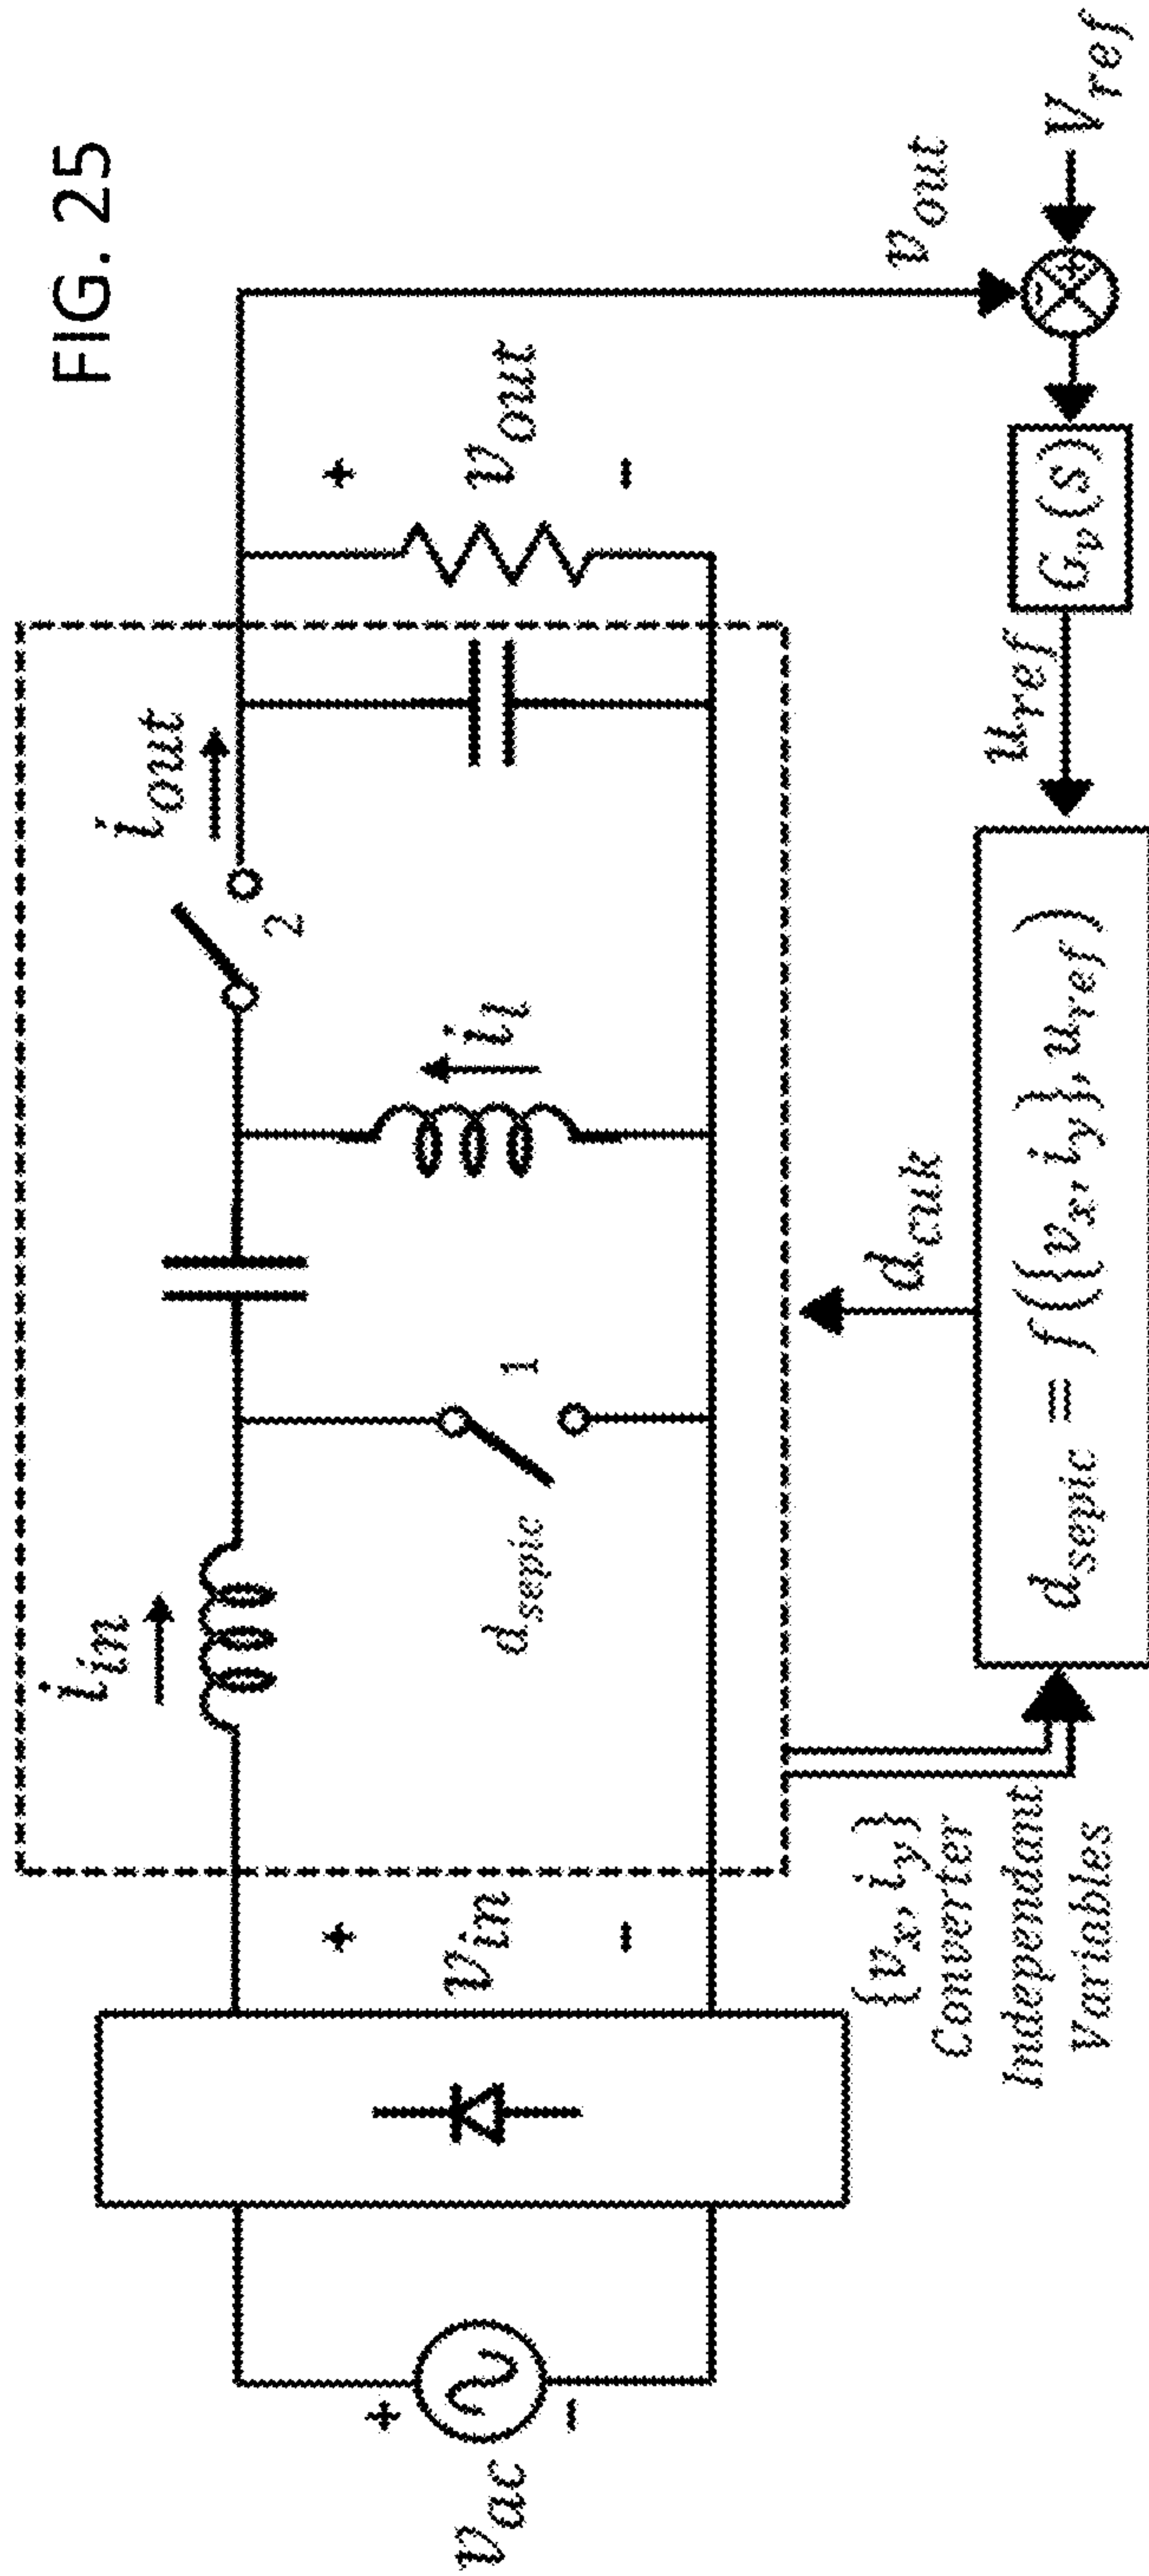 FIG. 25
i_in
i_out
2
+
v_ac
-
+
v_in
-
d_sepic
1
i_l
+
v_out
-
v_out
{v_x, i_y}
Converter
Independant
Variables
d_cuk
d_sepic = f({v_x, i_y}, u_ref)
u_ref
G_v(s)
-
+
V_ref